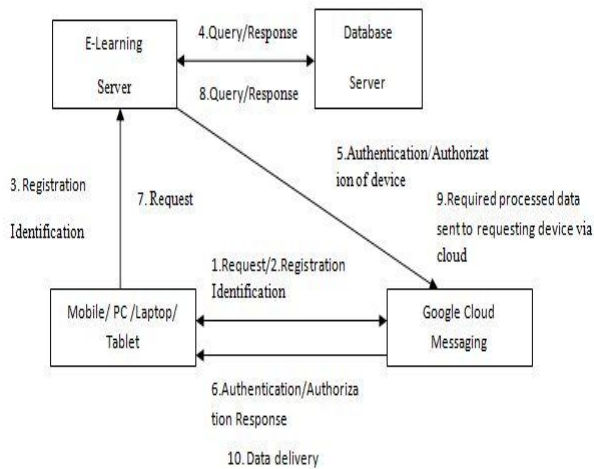 4.Query/Response
E-Learning
Server
Database
Server
8.Query/Response
5.Authentication/Authorizat
ion of device
3. Registration
Identification
7. Request
9.Required processed data
sent to requesting device via
cloud
1.Request/2.Registration
Identification
Mobile/ PC /Laptop/
Tablet
Google Cloud
Messaging
6.Authentication/Authoriza
tion Response
10. Data delivery